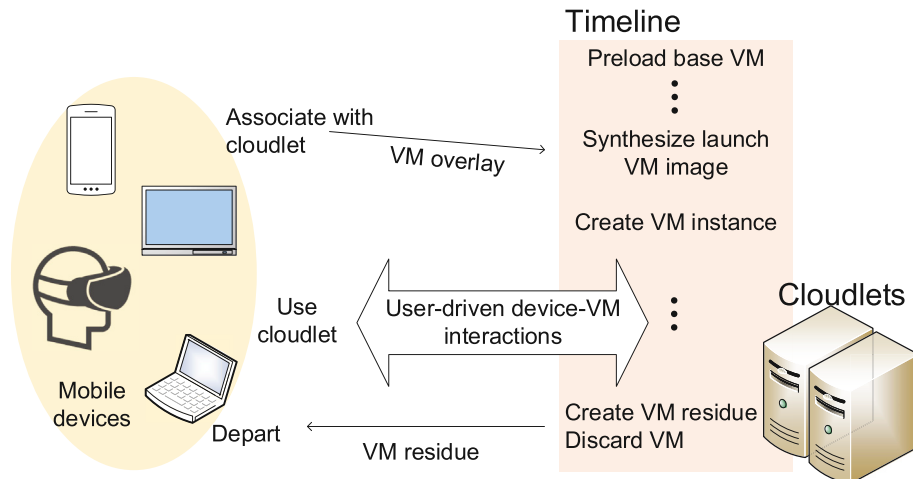 Timeline
Preload base VM
Associate with
cloudlet
VM overlay
Synthesize launch
VM image
Create VM instance
Cloudlets
Use
cloudlet
User-driven device-VM
interactions
Mobile
devices
Depart
VM residue
Create VM residue
Discard VM